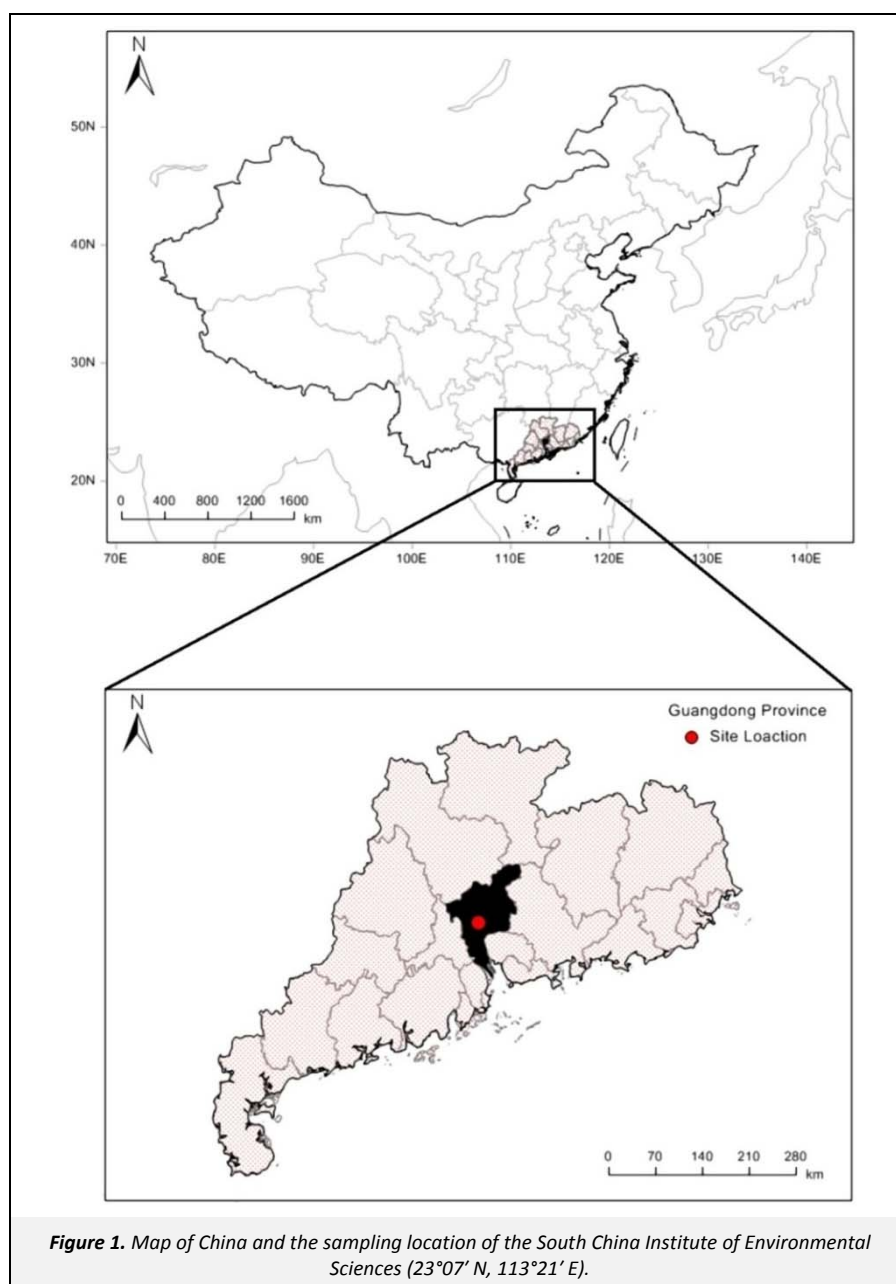 N
50N
40N
30N
20N
0 400 800 1200 1600
km
70E 80E 90E 100E 110E 120E 130E 140E
N
Guangdong Province
Site Loaction
0 70 140 210 280
km
Figure 1. Map of China and the sampling location of the South China Institute of Environmental
Sciences (23°07′ N, 113°21′ E).